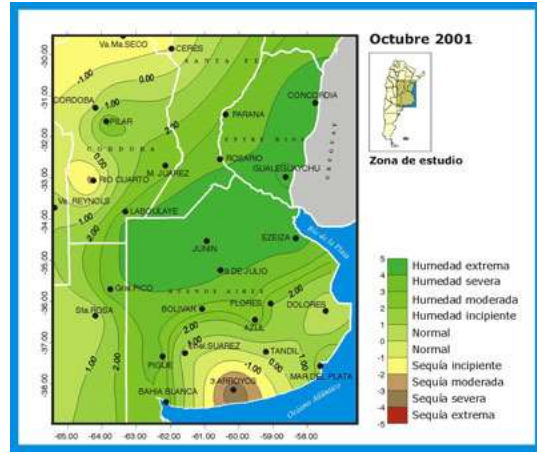 Octubre 2001
Zona de estudio
Va.Ma.SECO
CERES
SANTA FE
-1.00
0.00
CORDOBA
1.00
PILAR
2.00
CORDOBA
PARANA
CONCORDIA
ENTRE RIOS
URUGUAY
0.00
RIO CUARTO
M. JUAREZ
ROSARIO
GUALEGUAYCHU
Va. REYNOLDS
LABOULAYE
1.00
2.00
JUNIN
EZEIZA
Río de la Plata
9 DE JULIO
BUENOS AIRES
Gral.PICO
Sta.ROSA
BOLIVAR
FLORES
2.00
DOLORES
2.00
AZUL
1.00
2.00
Cnel.SUAREZ
1.00
TANDIL
PIGUE
-1.00
0.00
1.00
MAR DEL PLATA
3 ARROYOS
BAHIA BLANCA
Océano Atlántico
-30.00
-31.00
-32.00
-33.00
-34.00
-35.00
-36.00
-37.00
-38.00
-65.00 -64.00 -63.00 -62.00 -61.00 -60.00 -59.00 -58.00
5
4 Humedad extrema
3 Humedad severa
2 Humedad moderada
1 Humedad incipiente
0 Normal
Normal
-1 Sequía incipiente
-2 Sequía moderada
-3 Sequía severa
-4 Sequía extrema
-5